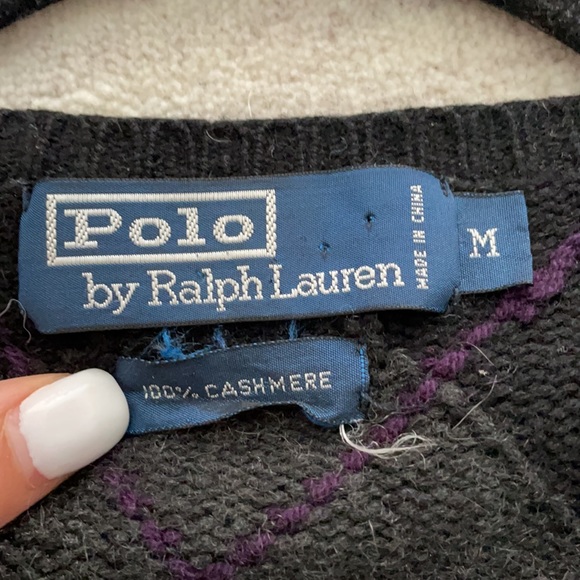 Polo
by Ralph Lauren
MADE IN CHINA
M
100% CASHMERE